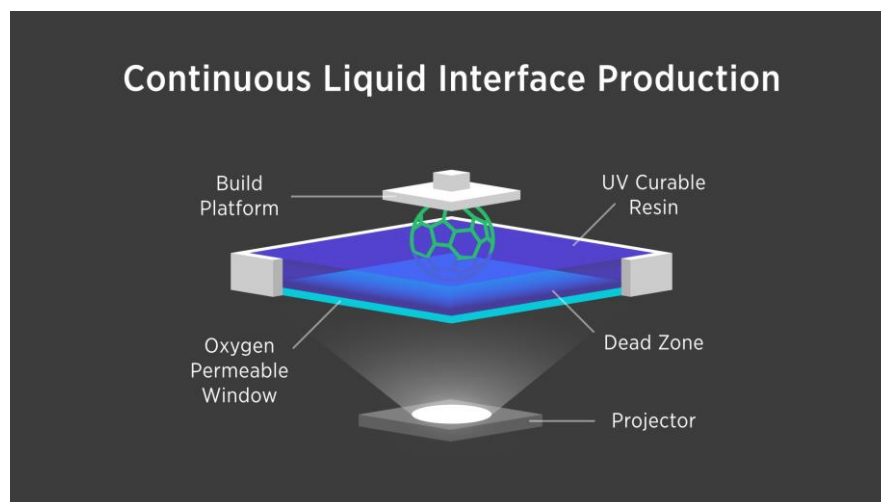 Continuous Liquid Interface Production
Build
Platform
UV Curable
Resin
Oxygen
Permeable
Window
Dead Zone
Projector